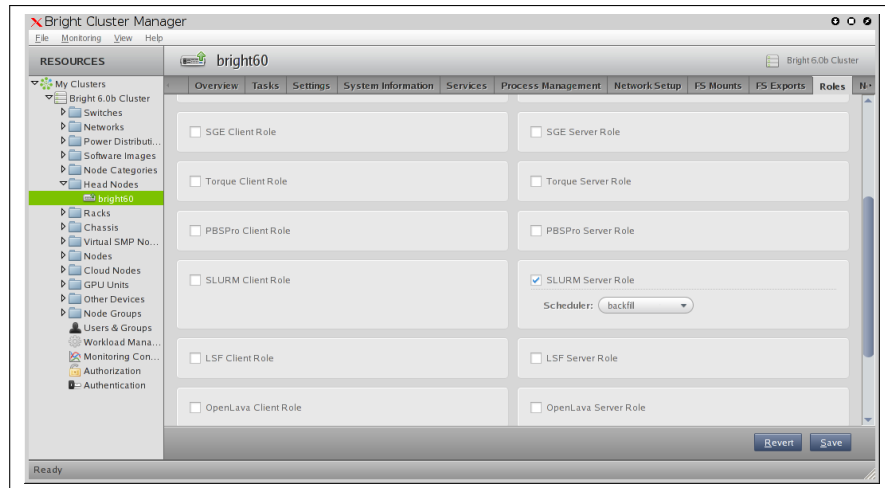 Bright Cluster Manager
File Monitoring View Help
RESOURCES
bright60
Bright 6.0b Cluster
My Clusters
Bright 6.0b Cluster
Switches
Networks
Power Distributi...
Software Images
Node Categories
Head Nodes
bright60
Racks
Chassis
Virtual SMP No...
Nodes
Cloud Nodes
GPU Units
Other Devices
Node Groups
Users & Groups
Workload Mana...
Monitoring Con...
Authorization
Authentication
Overview Tasks Settings System Information Services Process Management Network Setup FS Mounts FS Exports Roles N
SGE Client Role
SGE Server Role
Torque Client Role
Torque Server Role
PBSPro Client Role
PBSPro Server Role
SLURM Client Role
SLURM Server Role
Scheduler: backfill
LSF Client Role
LSF Server Role
OpenLava Client Role
OpenLava Server Role
Revert Save
Ready